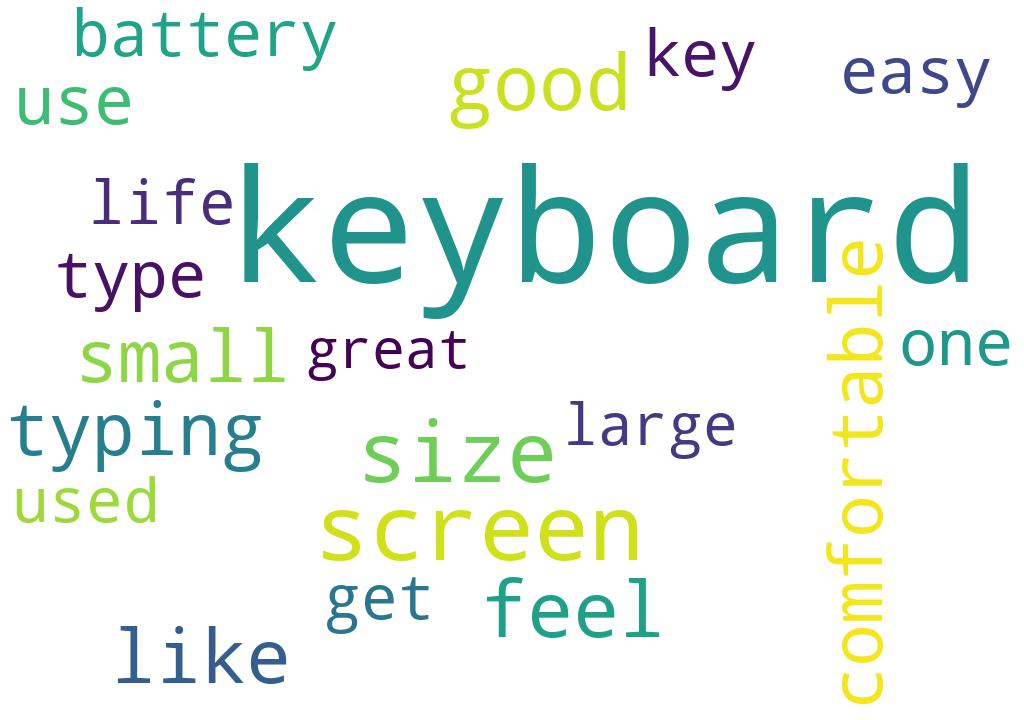 battery
key
good
easy
use
keyboard
life
type
small
great
one
comfortable
typing
large
size
used
screen
get
feel
like